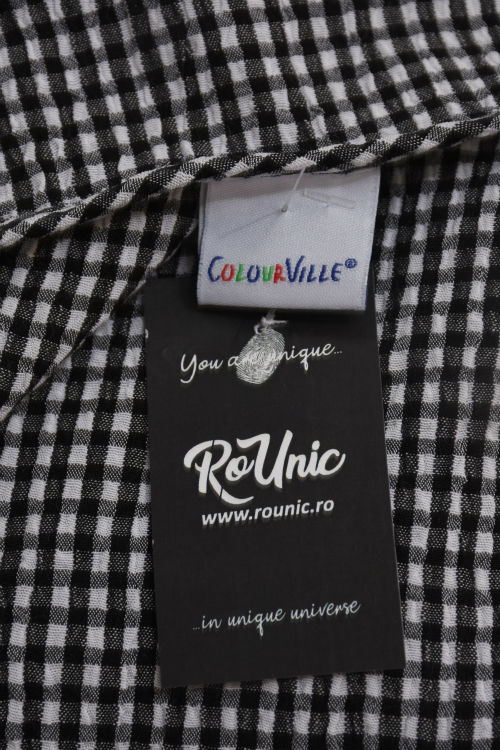 COLOURVILLE®
You are unique...
RoUnic
www.rounic.ro
...in unique universe